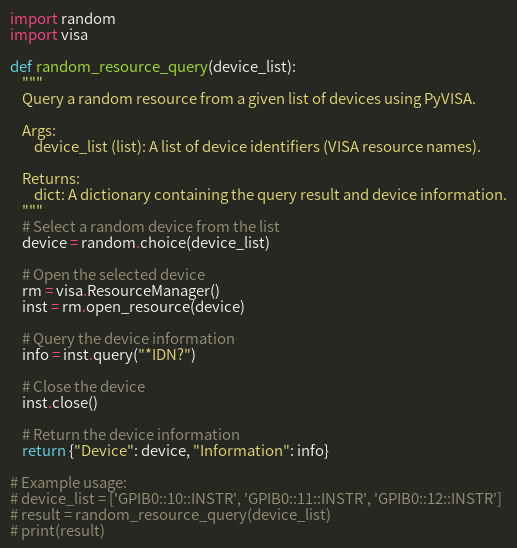 import random
import visa

def random_resource_query(device_list):
    """
    Query a random resource from a given list of devices using PyVISA.

    Args:
        device_list (list): A list of device identifiers (VISA resource names).

    Returns:
        dict: A dictionary containing the query result and device information.
    """
    # Select a random device from the list
    device = random.choice(device_list)

    # Open the selected device
    rm = visa.ResourceManager()
    inst = rm.open_resource(device)

    # Query the device information
    info = inst.query("*IDN?")

    # Close the device
    inst.close()

    # Return the device information
    return {"Device": device, "Information": info}

# Example usage:
# device_list = ['GPIB0::10::INSTR', 'GPIB0::11::INSTR', 'GPIB0::12::INSTR']
# result = random_resource_query(device_list)
# print(result)